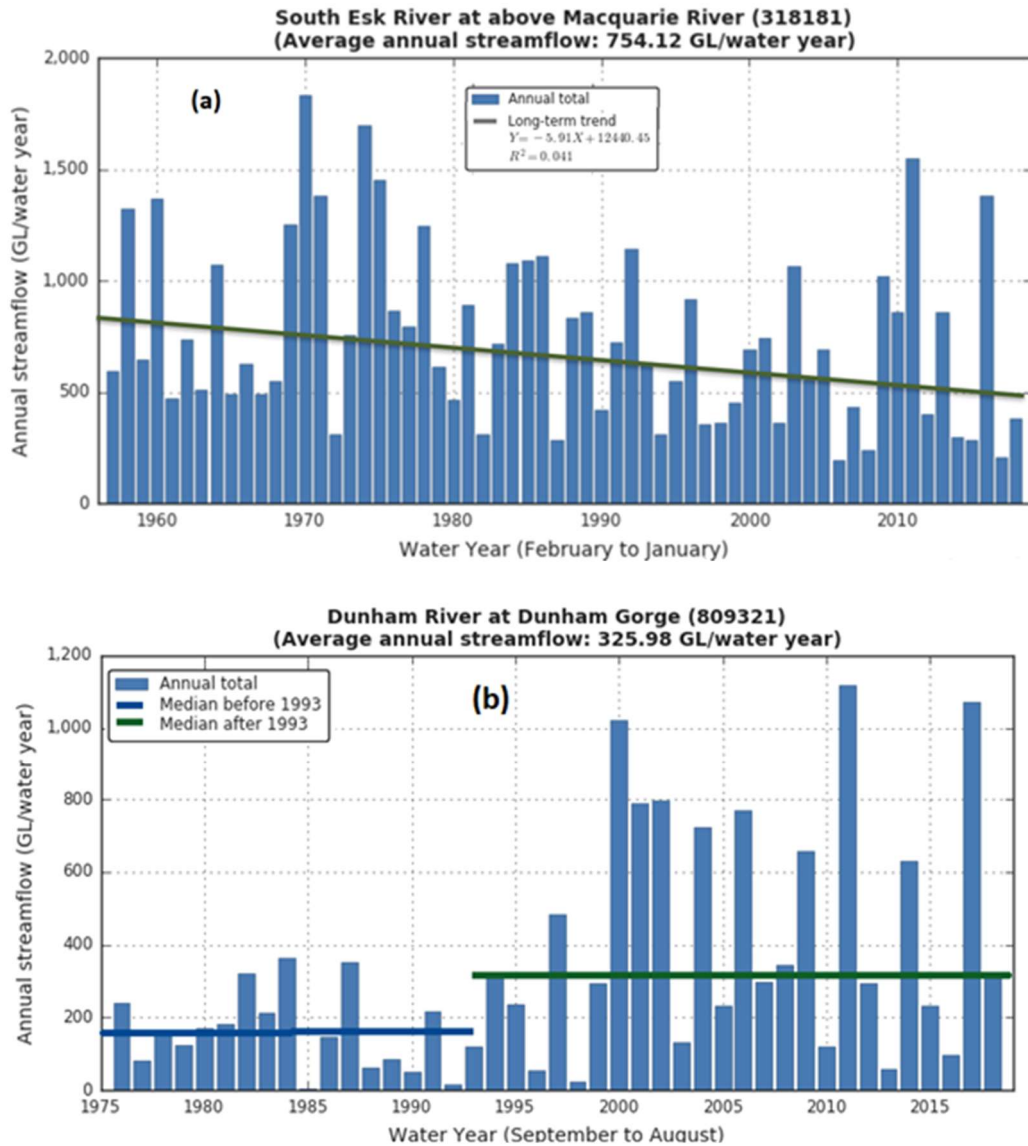 South Esk River at above Macquarie River (318181)
(Average annual streamflow: 754.12 GL/water year)
Annual streamflow (GL/water year)
2,000
1,500
1,000
500
0
(a)
Annual total
Long-term trend
Y = −5.91X + 12440.45
R² = 0.041
1960 1970 1980 1990 2000 2010
Water Year (February to January)
Dunham River at Dunham Gorge (809321)
(Average annual streamflow: 325.98 GL/water year)
Annual streamflow (GL/water year)
1,200
1,000
800
600
400
200
0
Annual total
Median before 1993
Median after 1993
(b)
1975 1980 1985 1990 1995 2000 2005 2010 2015
Water Year (September to August)